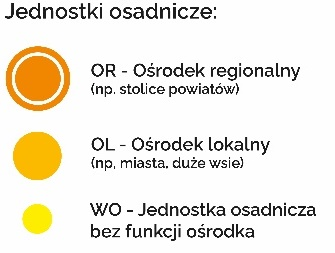 Jednostki osadnicze:
OR - Ośrodek regionalny
(np. stolice powiatów)
OL - Ośrodek lokalny
(np, miasta, duże wsie)
WO - Jednostka osadnicza
bez funkcji ośrodka